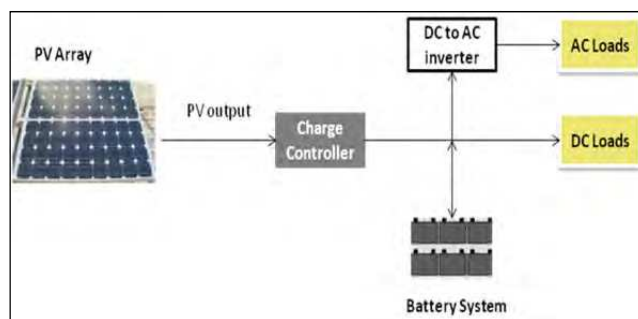 PV Array
PV output
Charge
Controller
DC to AC
inverter
AC Loads
DC Loads
Battery System